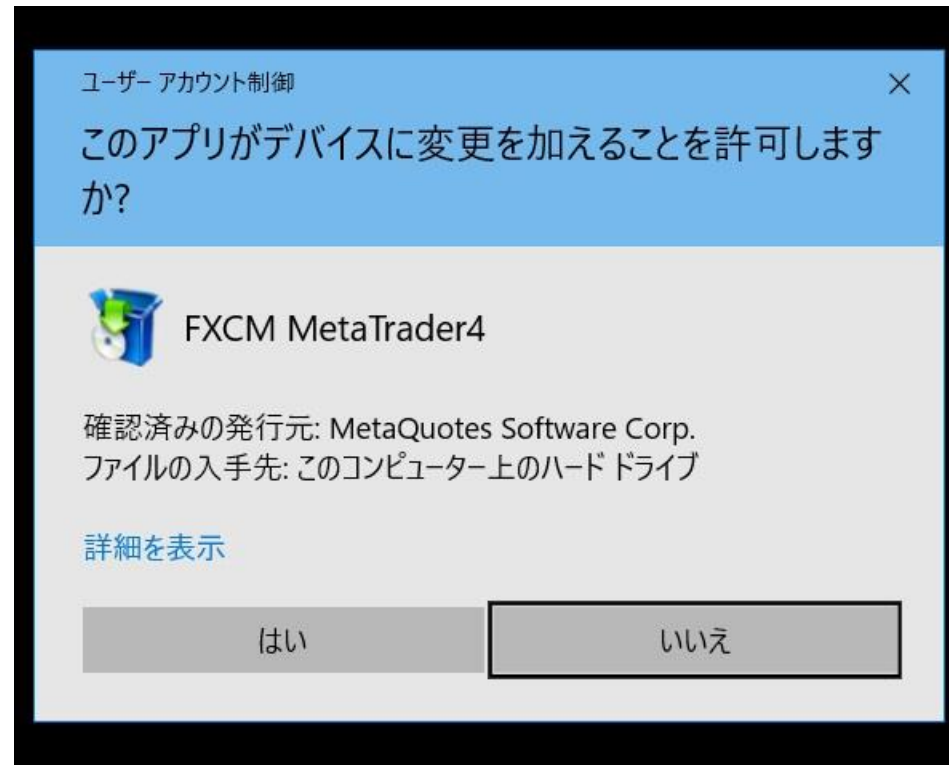 ユーザー アカウント制御
このアプリがデバイスに変更を加えることを許可します
か?
FXCM MetaTrader4
確認済みの発行元: MetaQuotes Software Corp.
ファイルの入手先: このコンピューター上のハード ドライブ
詳細を表示
はい
いいえ